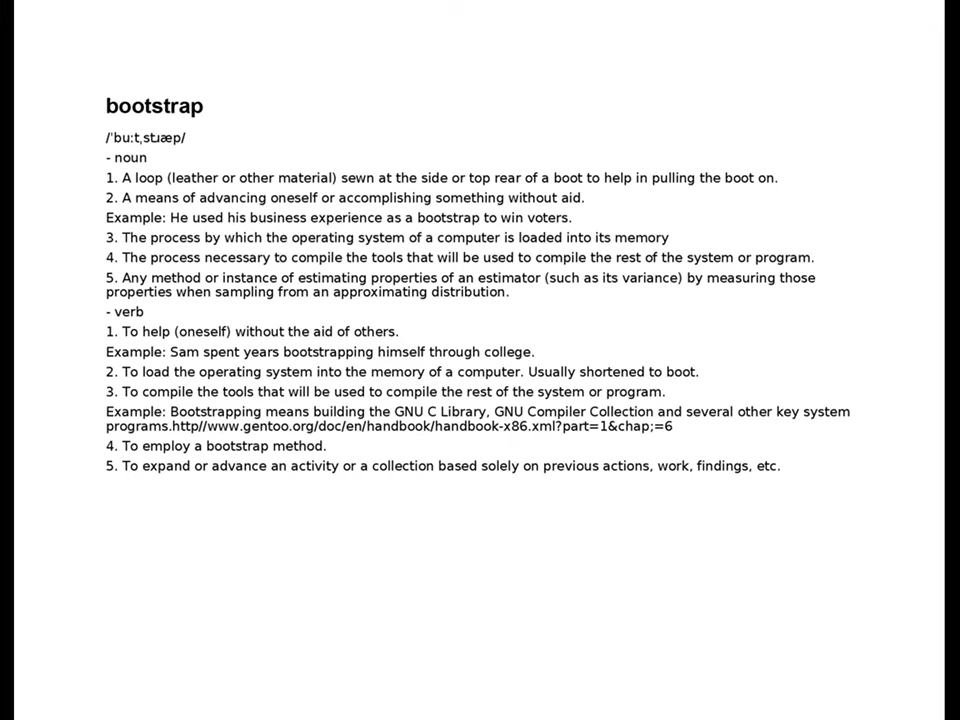 bootstrap
/ˈbuːtˌstɹæp/
- noun
1. A loop (leather or other material) sewn at the side or top rear of a boot to help in pulling the boot on.
2. A means of advancing oneself or accomplishing something without aid.
Example: He used his business experience as a bootstrap to win voters.
3. The process by which the operating system of a computer is loaded into its memory
4. The process necessary to compile the tools that will be used to compile the rest of the system or program.
5. Any method or instance of estimating properties of an estimator (such as its variance) by measuring those
properties when sampling from an approximating distribution.
- verb
1. To help (oneself) without the aid of others.
Example: Sam spent years bootstrapping himself through college.
2. To load the operating system into the memory of a computer. Usually shortened to boot.
3. To compile the tools that will be used to compile the rest of the system or program.
Example: Bootstrapping means building the GNU C Library, GNU Compiler Collection and several other key system
programs.http//www.gentoo.org/doc/en/handbook/handbook-x86.xml?part=1&chap;=6
4. To employ a bootstrap method.
5. To expand or advance an activity or a collection based solely on previous actions, work, findings, etc.